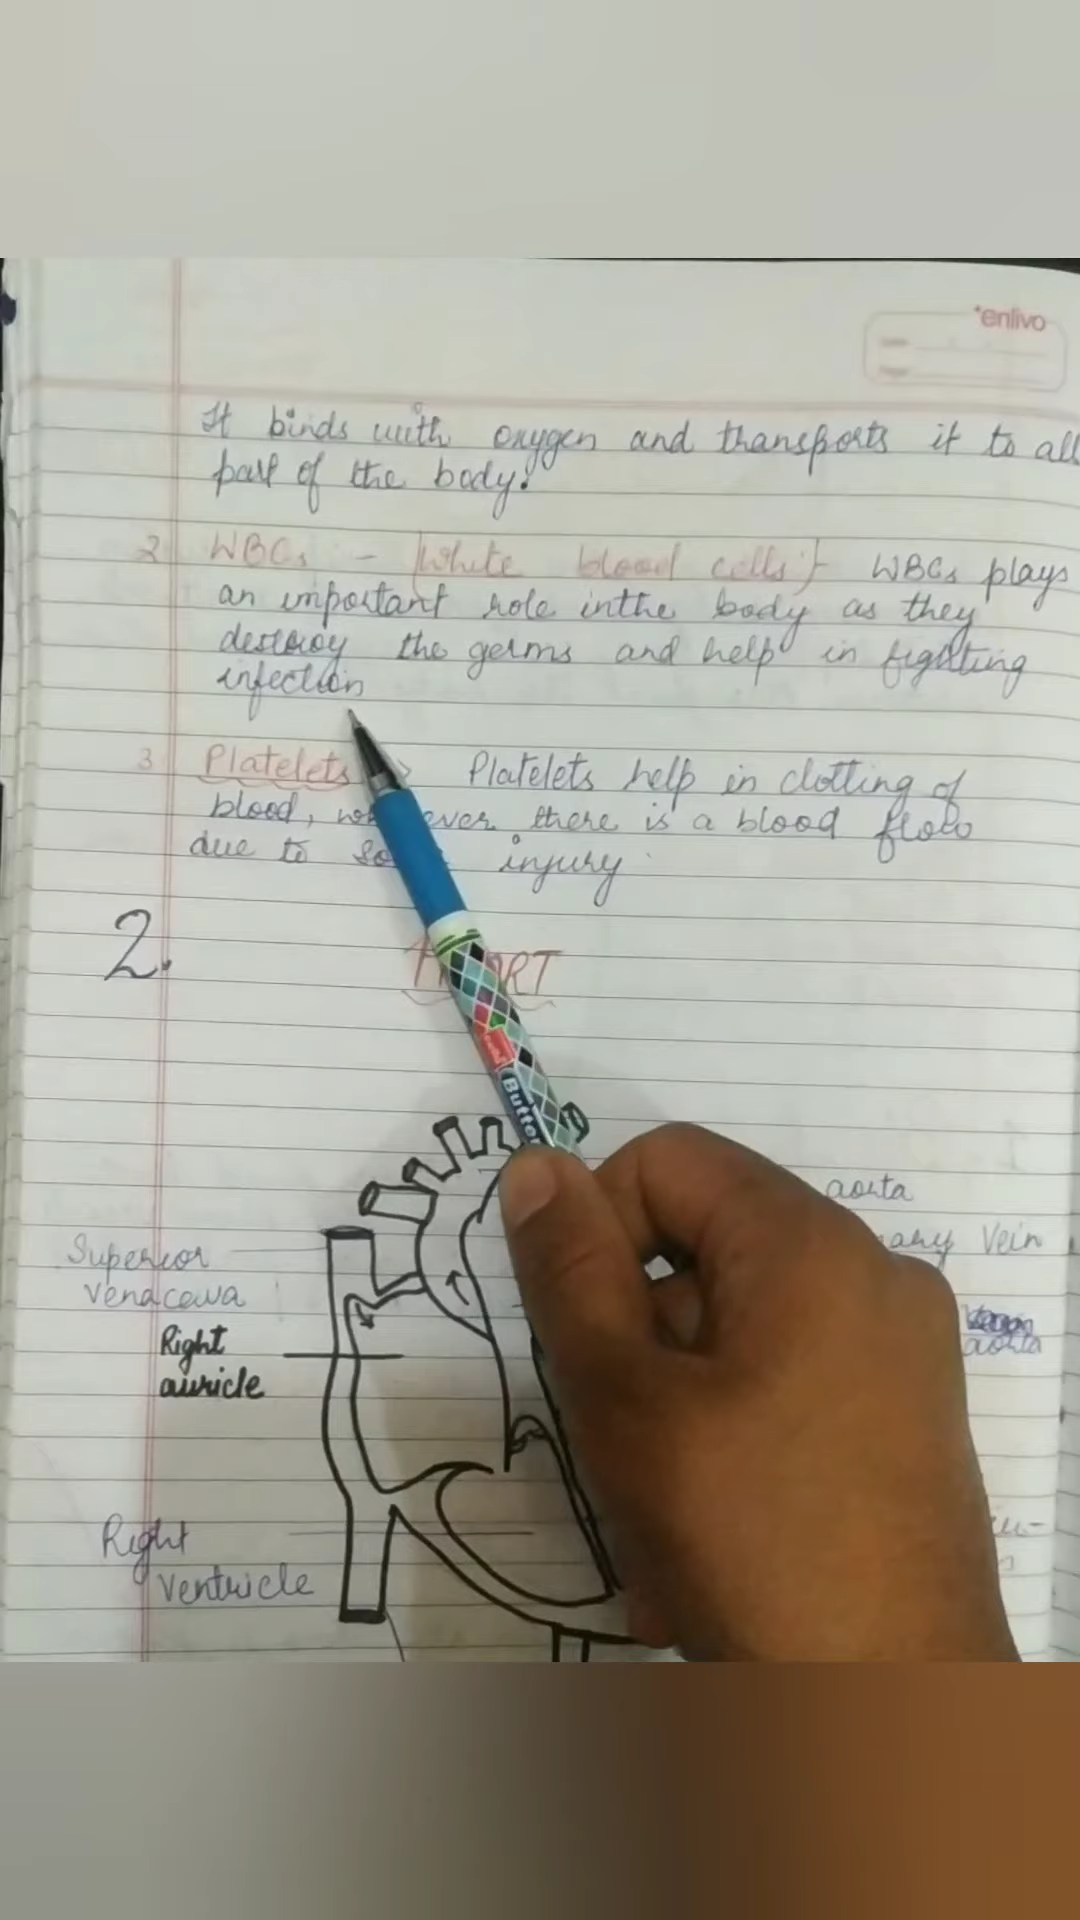 *enlivo
It binds with oxygen and transports it to all
part of the body.
2 WBCs - (White blood cells)- WBCs plays
an important role inthe body as they
destroy the germs and help in fighting
infection
3 Platelets Platelets help in clotting of
blood, there is a blood flow
due to injury
2.
aorta
Vein
Superior
Venacava
aorta
Right
auricle
Right
ventricle
Butter